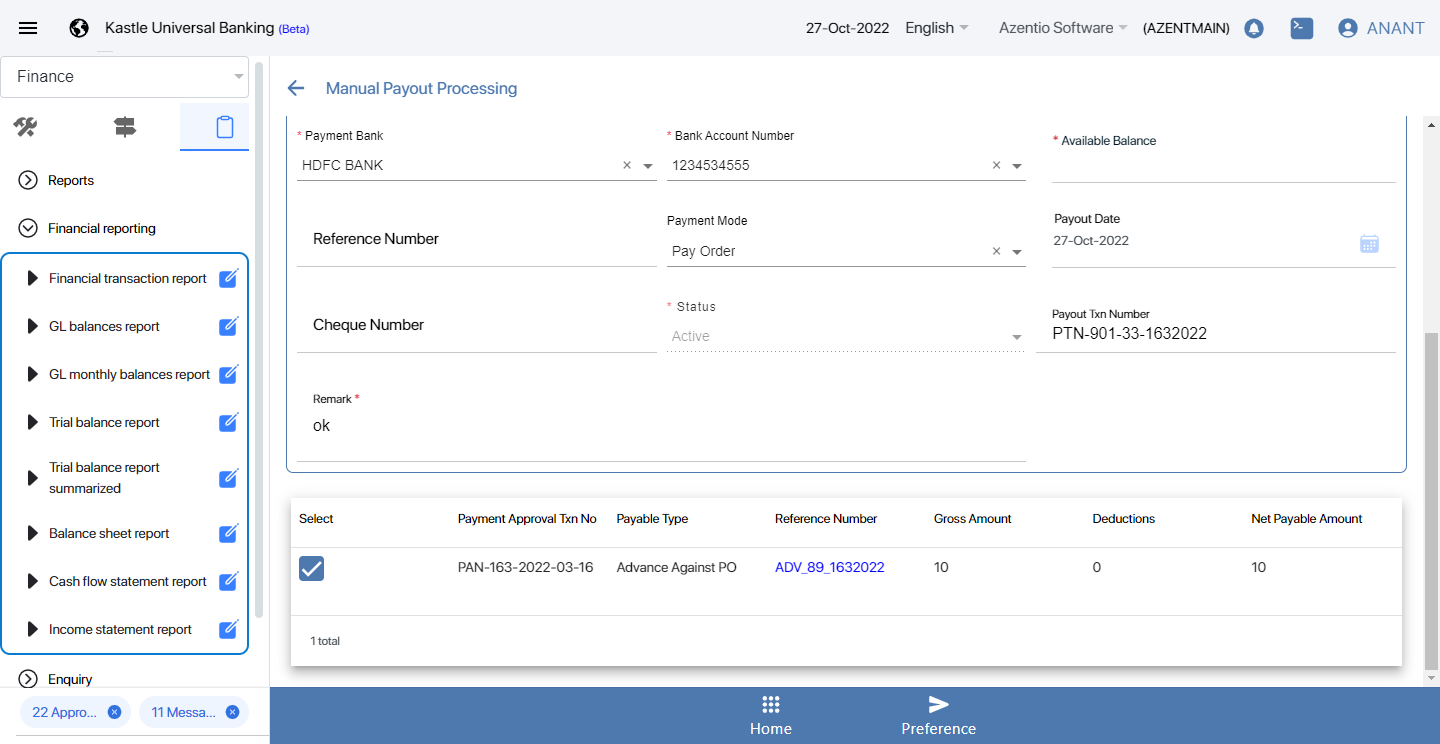 Kastle Universal Banking (Beta)
27-Oct-2022
English
Azentio Software
(AZENTMAIN)
ANANT
Finance
Reports
Financial reporting
Financial transaction report
GL balances report
GL monthly balances report
Trial balance report
Trial balance report
summarized
Balance sheet report
Cash flow statement report
Income statement report
Enquiry
22 Appro...
11 Messa...
Manual Payout Processing
* Payment Bank
HDFC BANK
* Bank Account Number
1234534555
* Available Balance
Reference Number
Payment Mode
Pay Order
Payout Date
27-Oct-2022
Cheque Number
* Status
Active
Payout Txn Number
PTN-901-33-1632022
Remark *
ok
Select Payment Approval Txn No Payable Type Reference Number Gross Amount Deductions Net Payable Amount
PAN-163-2022-03-16 Advance Against PO ADV_89_1632022 10 0 10
1 total
Home
Preference